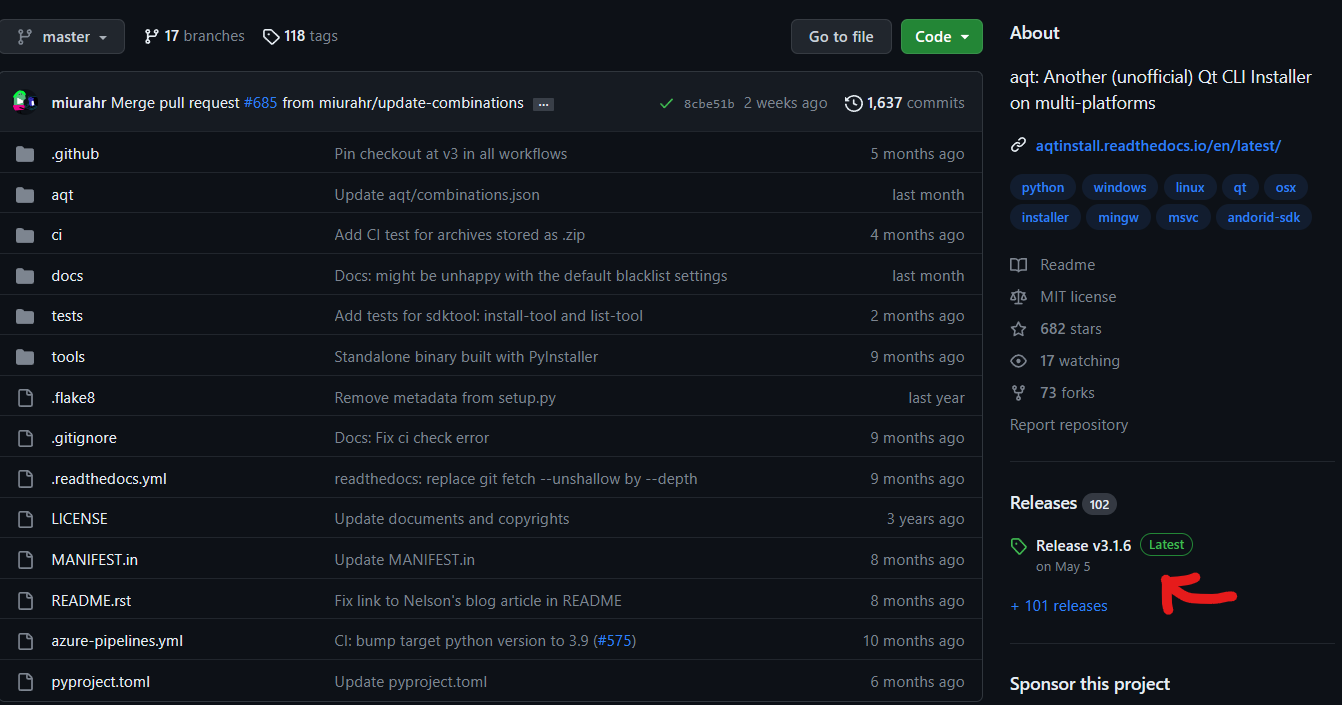 master 17 branches 118 tags Go to file Code
miurahr Merge pull request #685 from miurahr/update-combinations ... 8cbe51b 2 weeks ago 1,637 commits
.github Pin checkout at v3 in all workflows 5 months ago
aqt Update aqt/combinations.json last month
ci Add CI test for archives stored as .zip 4 months ago
docs Docs: might be unhappy with the default blacklist settings last month
tests Add tests for sdktool: install-tool and list-tool 2 months ago
tools Standalone binary built with PyInstaller 9 months ago
.flake8 Remove metadata from setup.py last year
.gitignore Docs: Fix ci check error 9 months ago
.readthedocs.yml readthedocs: replace git fetch --unshallow by --depth 9 months ago
LICENSE Update documents and copyrights 3 years ago
MANIFEST.in Update MANIFEST.in 8 months ago
README.rst Fix link to Nelson's blog article in README 8 months ago
azure-pipelines.yml CI: bump target python version to 3.9 (#575) 10 months ago
pyproject.toml Update pyproject.toml 6 months ago
About
aqt: Another (unofficial) Qt CLI Installer
on multi-platforms
aqtinstall.readthedocs.io/en/latest/
python windows linux qt osx
installer mingw msvc andorid-sdk
Readme
MIT license
682 stars
17 watching
73 forks
Report repository
Releases 102
Release v3.1.6 Latest
on May 5
+ 101 releases
Sponsor this project